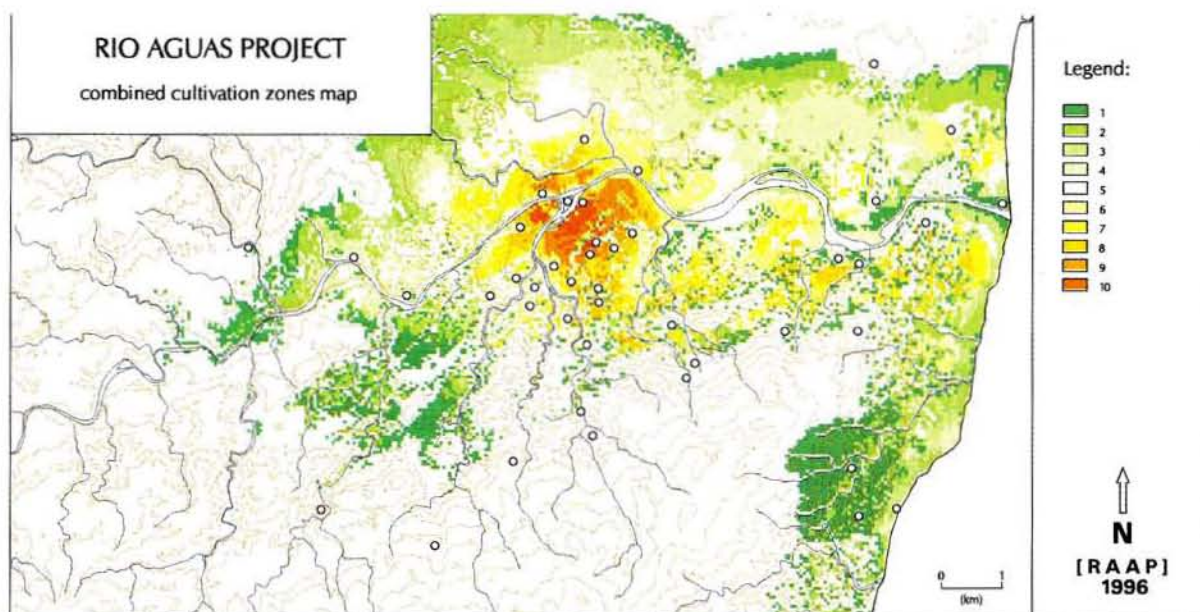 RIO AGUAS PROJECT
combined cultivation zones map
Legend:
1
2
3
4
5
6
7
8
9
10
N
[RAAP]
1996
0 1
(km)